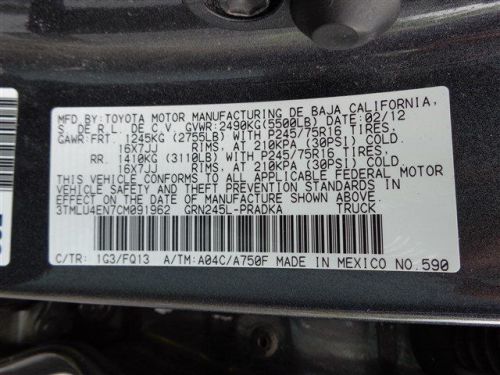 MFD.BY:TOYOTA MOTOR MANUFACTURING DE BAJA CALIFORNIA,
S. DE R.L. DE C.V. GVWR:2490KG(5500LB) DATE:02/12
GAWR-FRT. 1245KG (2755LB) WITH P245/75R16 TIRES,
16X7JJ RIMS, AT 210KPA (30PSI) COLD.
RR. 1410KG (3110LB) WITH P245/75R16 TIRES,
16X7JJ RIMS, AT 210KPA (30PSI) COLD.
THIS VEHICLE CONFORMS TO ALL APPLICABLE FEDERAL MOTOR
VEHICLE SAFETY AND THEFT PREVENTION STANDARDS IN
EFFECT ON THE DATE OF MANUFACTURE SHOWN ABOVE.
3TMLU4EN7CM091962 GRN245L-PRADKA TRUCK
C/TR: 1G3/FQ13 A/TM:A04C/A750F MADE IN MEXICO NO.590